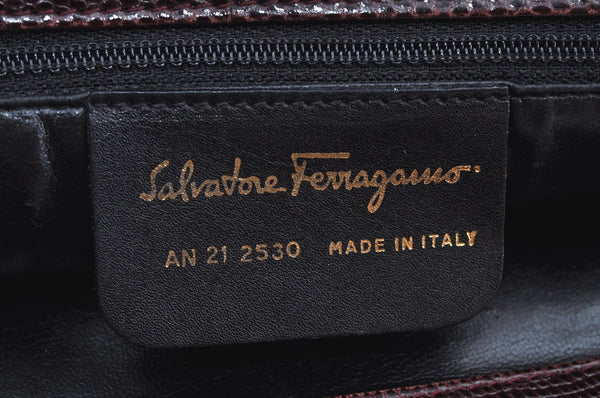 Salvatore Ferragamo
AN 21 2530 MADE IN ITALY